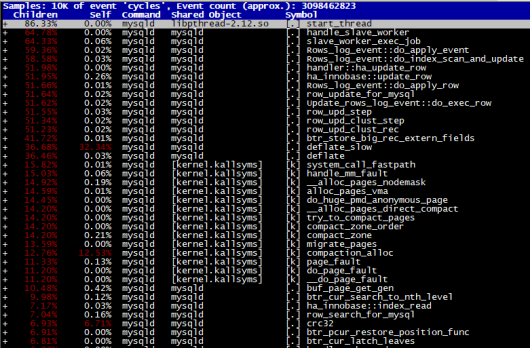 Samples: 10K of event 'cycles', Event count (approx.): 3098462823
Children Self Command Shared Object Symbol
+ 86.33% 0.00% mysqld libpthread-2.12.so [.] start_thread
+ 64.78% 0.00% mysqld mysqld [.] handle_slave_worker
+ 64.33% 0.06% mysqld mysqld [.] slave_worker_exec_job
+ 59.36% 0.02% mysqld mysqld [.] Rows_log_event::do_apply_event
+ 58.58% 0.03% mysqld mysqld [.] Rows_log_event::do_index_scan_and_update
+ 51.98% 0.00% mysqld mysqld [.] handler::ha_update_row
+ 51.95% 0.26% mysqld mysqld [.] ha_innobase::update_row
+ 51.68% 0.01% mysqld mysqld [.] Rows_log_event::do_apply_row
+ 51.64% 0.02% mysqld mysqld [.] row_update_for_mysql
+ 51.62% 0.02% mysqld mysqld [.] Update_rows_log_event::do_exec_row
+ 51.55% 0.03% mysqld mysqld [.] row_upd_step
+ 51.34% 0.02% mysqld mysqld [.] row_upd_clust_step
+ 51.23% 0.02% mysqld mysqld [.] row_upd_clust_rec
+ 41.72% 0.01% mysqld mysqld [.] btr_store_big_rec_extern_fields
+ 36.68% 32.34% mysqld mysqld [.] deflate_slow
+ 36.46% 0.03% mysqld mysqld [.] deflate
+ 15.82% 0.01% mysqld [kernel.kallsyms] [k] system_call_fastpath
+ 15.03% 0.06% mysqld [kernel.kallsyms] [k] handle_mm_fault
+ 14.92% 0.19% mysqld [kernel.kallsyms] [k] __alloc_pages_nodemask
+ 14.59% 0.01% mysqld [kernel.kallsyms] [k] alloc_pages_vma
+ 14.45% 0.00% mysqld [kernel.kallsyms] [k] do_huge_pmd_anonymous_page
+ 14.20% 0.00% mysqld [kernel.kallsyms] [k] __alloc_pages_direct_compact
+ 14.20% 0.00% mysqld [kernel.kallsyms] [k] try_to_compact_pages
+ 14.20% 0.00% mysqld [kernel.kallsyms] [k] compact_zone_order
+ 14.20% 0.21% mysqld [kernel.kallsyms] [k] compact_zone
+ 13.59% 0.00% mysqld [kernel.kallsyms] [k] migrate_pages
+ 12.76% 12.53% mysqld [kernel.kallsyms] [k] compaction_alloc
+ 11.33% 0.13% mysqld [kernel.kallsyms] [k] page_fault
+ 11.20% 0.00% mysqld [kernel.kallsyms] [k] do_page_fault
+ 11.20% 0.00% mysqld [kernel.kallsyms] [k] __do_page_fault
+ 10.48% 0.42% mysqld mysqld [.] buf_page_get_gen
+ 9.98% 0.12% mysqld mysqld [.] btr_cur_search_to_nth_level
+ 7.17% 0.03% mysqld mysqld [.] ha_innobase::index_read
+ 7.04% 0.16% mysqld mysqld [.] row_search_for_mysql
+ 6.93% 6.71% mysqld mysqld [.] crc32
+ 6.91% 0.01% mysqld mysqld [.] btr_pcur_restore_position_func
+ 6.81% 0.00% mysqld mysqld [.] btr_cur_latch_leaves